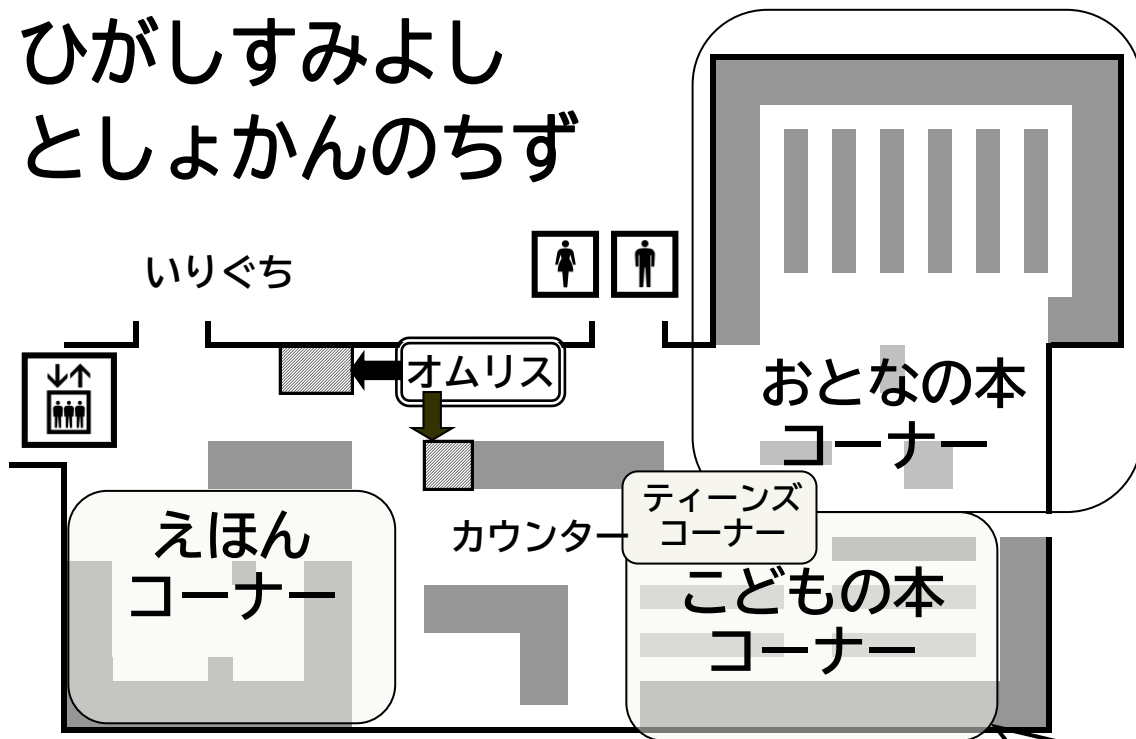 ひがしすみよし
としょかんのちず
いりぐち
オムリス
おとなの本
コーナー
ティーンズ
コーナー
えほん
コーナー
カウンター
こどもの本
コーナー